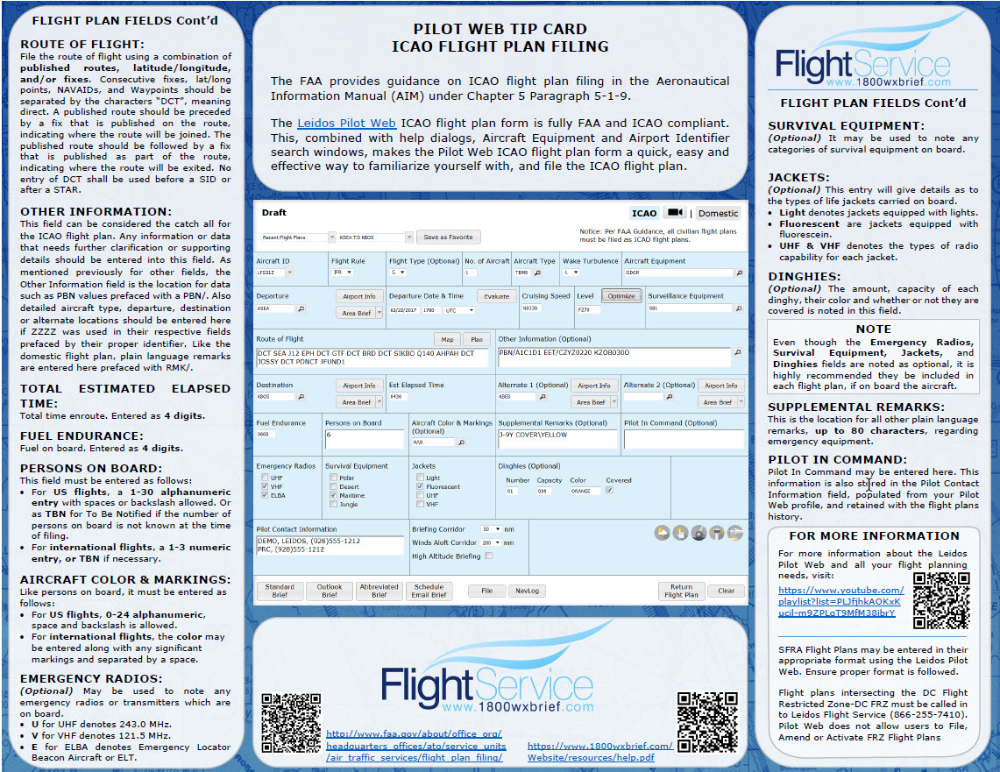 FLIGHT PLAN FIELDS Cont'd
ROUTE OF FLIGHT:
File the route of flight using a combination of
published routes, latitude/longitude,
and/or fixes. Consecutive fixes, lat/long
points, NAVAIDs, and Waypoints should be
separated by the characters "DCT", meaning
direct. A published route should be preceded
by a fix that is published on the route,
indicating where the route will be joined. The
published route should be followed by a fix
that is published as part of the route,
indicating where the route will be exited. No
entry of DCT shall be used before a SID or
after a STAR.
OTHER INFORMATION:
This field can be considered the catch all for
the ICAO flight plan. Any information or data
that needs further clarification or supporting
details should be entered into this field. As
mentioned previously for other fields, the
Other Information field is the location for data
such as PBN values prefaced with a PBN/. Also
detailed aircraft type, departure, destination
or alternate locations should be entered here
if ZZZZ was used in their respective fields
prefaced by their proper identifier. Like the
domestic flight plan, plain language remarks
are entered here prefaced with RMK/.
TOTAL ESTIMATED ELAPSED
TIME:
Total time enroute. Entered as 4 digits.
FUEL ENDURANCE:
Fuel on board. Entered as 4 digits.
PERSONS ON BOARD:
This field must be entered as follows:
• For US flights, a 1-30 alphanumeric
entry with spaces or backslash allowed. Or
as TBN for To Be Notified if the number of
persons on board is not known at the time
of filing.
• For international flights, a 1-3 numeric
entry, or TBN if necessary.
AIRCRAFT COLOR & MARKINGS:
Like persons on board, it must be entered as
follows:
• For US flights, 0-24 alphanumeric,
space and backslash is allowed.
• For international flights, the color may
be entered along with any significant
markings and separated by a space.
EMERGENCY RADIOS:
(Optional) May be used to note any
emergency radios or transmitters which are
on board.
• U for UHF denotes 243.0 MHz.
• V for VHF denotes 121.5 MHz.
• E for ELBA denotes Emergency Locator
Beacon Aircraft or ELT.
PILOT WEB TIP CARD
ICAO FLIGHT PLAN FILING
The FAA provides guidance on ICAO flight plan filing in the Aeronautical
Information Manual (AIM) under Chapter 5 Paragraph 5-1-9.
The Leidos Pilot Web ICAO flight plan form is fully FAA and ICAO compliant.
This, combined with help dialogs, Aircraft Equipment and Airport Identifier
search windows, makes the Pilot Web ICAO flight plan form a quick, easy and
effective way to familiarize yourself with, and file the ICAO flight plan.
Draft
ICAO | Domestic
Recent Flight Plans KSEA TO KBOS Save as Favorite
Notice: Per FAA Guidance, all civilian flight plans
must be filed as ICAO flight plans.
Aircraft ID Flight Rule Flight Type (Optional) No. of Aircraft Aircraft Type Wake Turbulence Aircraft Equipment
LFS21Z IFR G 1 TBM9 L SDGR
Departure Airport Info Departure Date & Time Evaluate Cruising Speed Level Optimize Surveillance Equipment
KSEA Area Brief 02/22/2017 1700 UTC N0330 F270 SB1
Route of Flight Map Plan Other Information (Optional)
DCT SEA J12 EPH DCT GTF DCT BRD DCT SIKBO Q140 AHPAH DCT
JOSSY DCT PONCT JFUND1
PBN/A1C1D1 EET/CZYZ0220 KZOB0300
Destination Airport Info Est Elapsed Time Alternate 1 (Optional) Airport Info Alternate 2 (Optional) Airport Info
KBOS Area Brief 0430 KBED Area Brief Area Brief
Fuel Endurance Persons on Board Aircraft Color & Markings Supplemental Remarks (Optional) Pilot In Command (Optional)
(Optional)
0600 6 W\R J-9Y COVER\YELLOW
Emergency Radios Survival Equipment Jackets Dinghies (Optional)
UHF Polar Light Number Capacity Color Covered
VHF Desert Fluorescent
ELBA Maritime UHF 01 009 ORANGE
Jungle VHF
Pilot Contact Information Briefing Corridor 50 nm
DEMO, LEIDOS, (928)555-1212
PRC, (928)555-1212
Winds Aloft Corridor 200 nm
High Altitude Briefing
Standard
Brief
Outlook
Brief
Abbreviated
Brief
Schedule
Email Brief
File
NavLog
Return
Flight Plan
Clear
FlightService
www.1800wxbrief.com
http://www.faa.gov/about/office_org/
headquarters_offices/ato/service_units
/air_traffic_services/flight_plan_filing/
https://www.1800wxbrief.com/
Website/resources/help.pdf
FlightService
www.1800wxbrief.com
FLIGHT PLAN FIELDS Cont'd
SURVIVAL EQUIPMENT:
(Optional) It may be used to note any
categories of survival equipment on board.
JACKETS:
(Optional) This entry will give details as to
the types of life jackets carried on board.
• Light denotes jackets equipped with lights.
• Fluorescent are jackets equipped with
fluorescein.
• UHF & VHF denotes the types of radio
capability for each jacket.
DINGHIES:
(Optional) The amount, capacity of each
dinghy, their color and whether or not they are
covered is noted in this field.
NOTE
Even though the Emergency Radios,
Survival Equipment, Jackets, and
Dinghies fields are noted as optional, it is
highly recommended they be included in
each flight plan, if on board the aircraft.
SUPPLEMENTAL REMARKS:
This is the location for all other plain language
remarks, up to 80 characters, regarding
emergency equipment.
PILOT IN COMMAND:
Pilot In Command may be entered here. This
information is also stored in the Pilot Contact
Information field, populated from your Pilot
Web profile, and retained with the flight plans
history.
FOR MORE INFORMATION
For more information about the Leidos
Pilot Web and all your flight planning
needs, visit:
https://www.youtube.com/
playlist?list=PLJfjhkAOKxK
ucil-m9ZPLqT9MfM38ibrY
SFRA Flight Plans may be entered in their
appropriate format using the Leidos Pilot
Web. Ensure proper format is followed.
Flight plans intersecting the DC Flight
Restricted Zone-DC FRZ must be called in
to Leidos Flight Service (866-255-7410).
Pilot Web does not allow users to File,
Amend or Activate FRZ Flight Plans